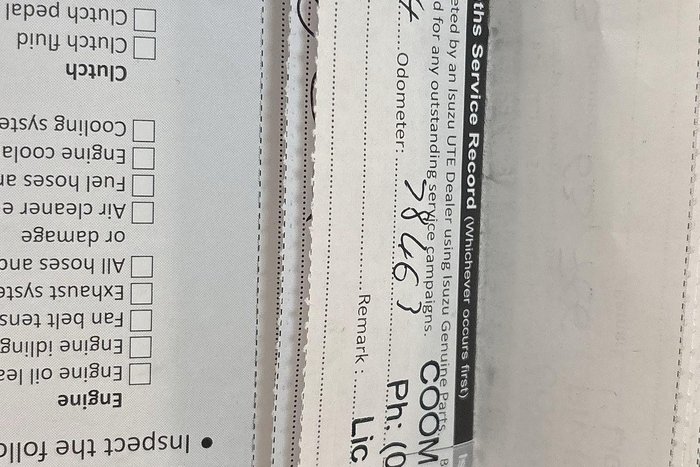 • Inspect the follo
Engine
Engine oil lea
Engine idling
Fan belt tens
Exhaust syste
All hoses and
or damage
Air cleaner e
Fuel hoses an
Engine coola
Cooling syste
Clutch
Clutch fluid
Clutch pedal
ths Service Record (Whichever occurs first)
eted by an Isuzu UTE Dealer using Isuzu Genuine Parts.
d for any outstanding service campaigns.
COOM
Odometer: 78463
Ph: (0
Remark:
Lic